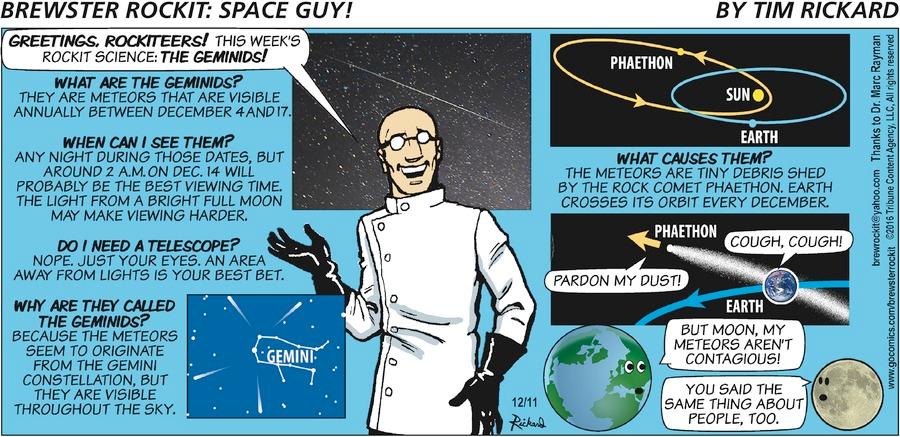 BREWSTER ROCKIT: SPACE GUY!
BY TIM RICKARD
GREETINGS, ROCKITEERS! THIS WEEK'S
ROCKIT SCIENCE: THE GEMINIDS!
WHAT ARE THE GEMINIDS?
THEY ARE METEORS THAT ARE VISIBLE
ANNUALLY BETWEEN DECEMBER 4 AND 17.
WHEN CAN I SEE THEM?
ANY NIGHT DURING THOSE DATES, BUT
AROUND 2 A.M. ON DEC. 14 WILL
PROBABLY BE THE BEST VIEWING TIME.
THE LIGHT FROM A BRIGHT FULL MOON
MAY MAKE VIEWING HARDER.
DO I NEED A TELESCOPE?
NOPE. JUST YOUR EYES. AN AREA
AWAY FROM LIGHTS IS YOUR BEST BET.
WHY ARE THEY CALLED
THE GEMINIDS?
BECAUSE THE METEORS
SEEM TO ORIGINATE
FROM THE GEMINI
CONSTELLATION, BUT
THEY ARE VISIBLE
THROUGHOUT THE SKY.
GEMINI
12/11
Rickard
PHAETHON
SUN
EARTH
WHAT CAUSES THEM?
THE METEORS ARE TINY DEBRIS SHED
BY THE ROCK COMET PHAETHON. EARTH
CROSSES ITS ORBIT EVERY DECEMBER.
PHAETHON
COUGH, COUGH!
PARDON MY DUST!
EARTH
BUT MOON, MY
METEORS AREN'T
CONTAGIOUS!
YOU SAID THE
SAME THING ABOUT
PEOPLE, TOO.
brewrockit@yahoo.com Thanks to Dr. Marc Rayman
www.gocomics.com/brewsterrockit ©2016 Tribune Content Agency, LLC, All rights reserved